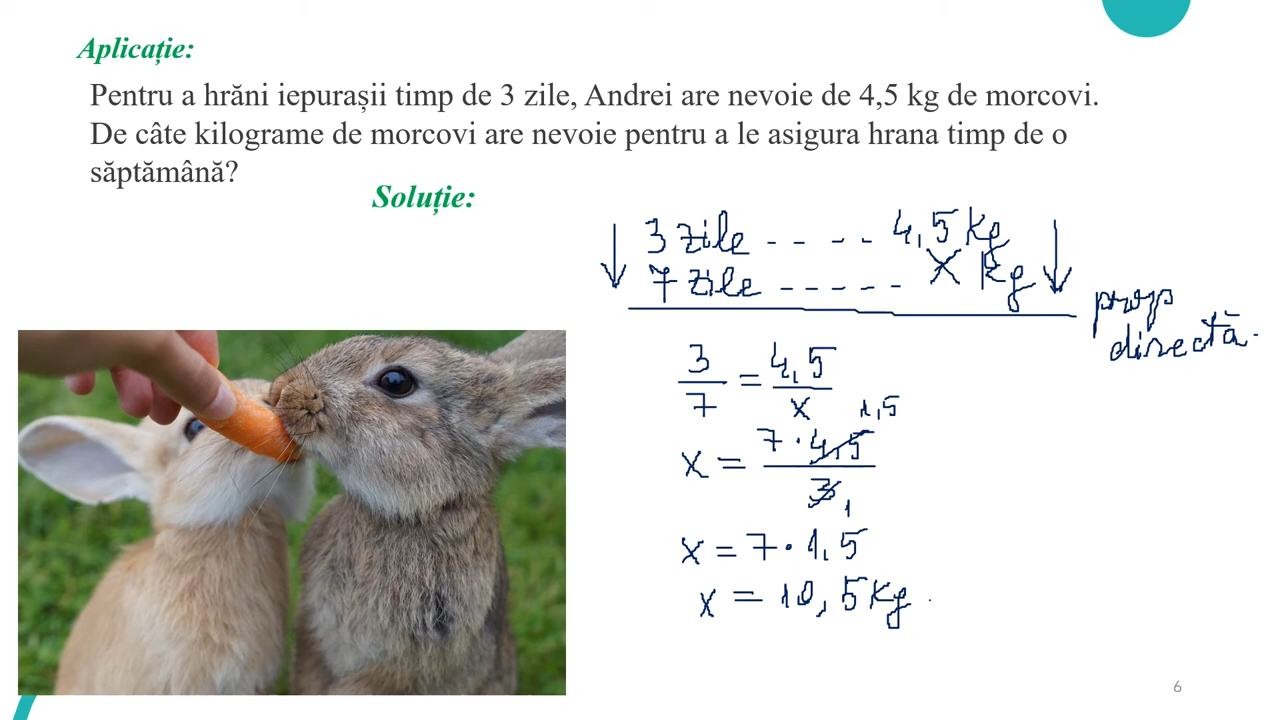 Aplicație:
Pentru a hrăni iepurașii timp de 3 zile, Andrei are nevoie de 4,5 kg de morcovi.
De câte kilograme de morcovi are nevoie pentru a le asigura hrana timp de o
săptămână?
Soluție:
3 zile - - - - 4,5 kg
7 zile - - - - - x kg
prop
directă.
3/7 = 4,5/x
x = 7 · 4,5/3 1,5 1
x = 7 · 1,5
x = 10,5 kg.
6